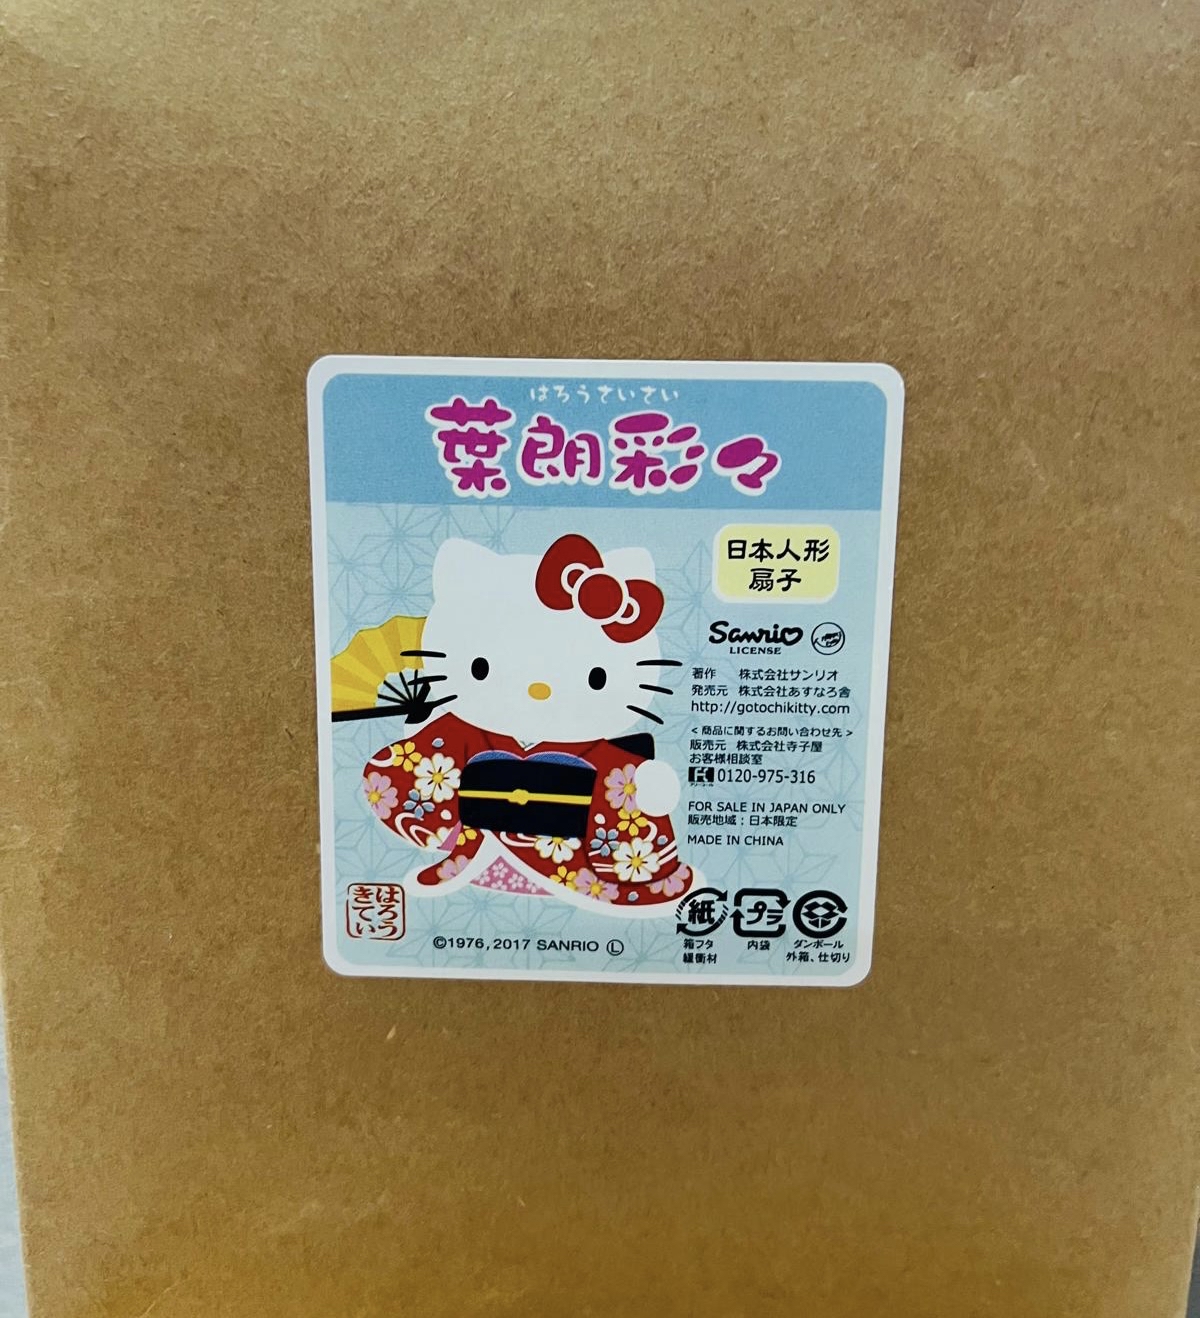 はろうさいさい
葉朗彩々
日本人形
扇子
Sanrio
LICENSE
著作 株式会社サンリオ
発売元 株式会社あすなろ舎
http://gotochikitty.com
< 商品に関するお問い合わせ先 >
販売元 株式会社寺子屋
お客様相談室
0120-975-316
FOR SALE IN JAPAN ONLY
販売地域：日本限定
MADE IN CHINA
はろう
きてい
©1976, 2017 SANRIO Ⓛ
紙
箱フタ
緩衝材
プラ
内袋
ダンボール
外箱、仕切り